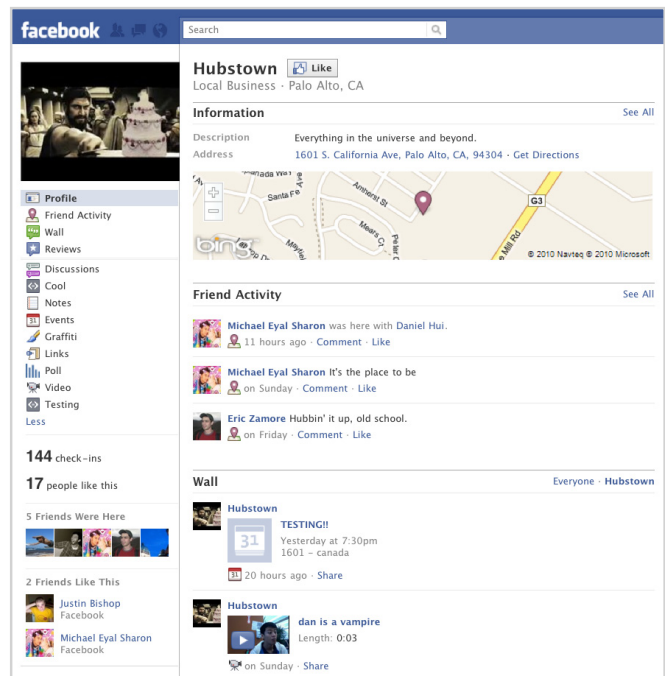 facebook
Search
Hubstown
Like
Local Business · Palo Alto, CA
Information
See All
Description
Everything in the universe and beyond.
Address
1601 S. California Ave, Palo Alto, CA, 94304 · Get Directions
Santa Fe
Amherst St
Mears Ct
G3
bing
© 2010 Navteq © 2010 Microsoft
Profile
Friend Activity
Wall
Reviews
Discussions
Cool
Notes
31 Events
Graffiti
Links
Poll
Video
Testing
Less
144 check-ins
17 people like this
5 Friends Were Here
2 Friends Like This
Justin Bishop
Facebook
Michael Eyal Sharon
Facebook
Friend Activity
See All
Michael Eyal Sharon was here with Daniel Hui.
11 hours ago · Comment · Like
Michael Eyal Sharon It's the place to be
on Sunday · Comment · Like
Eric Zamore Hubbin' it up, old school.
on Friday · Comment · Like
Wall
Everyone · Hubstown
Hubstown
31
TESTING!!
Yesterday at 7:30pm
1601 - canada
31 20 hours ago · Share
Hubstown
dan is a vampire
Length: 0:03
on Sunday · Share